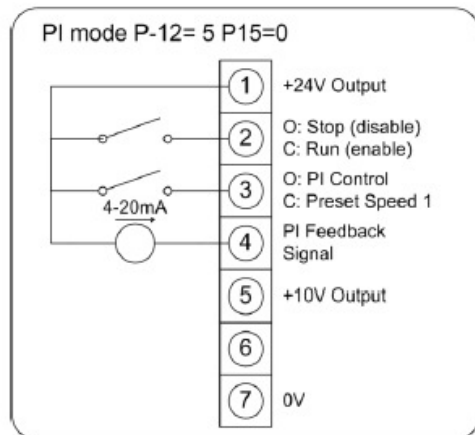 PI mode P-12= 5 P15=0
1 +24V Output
2 O: Stop (disable)
C: Run (enable)
3 O: PI Control
C: Preset Speed 1
4-20mA
4 PI Feedback
Signal
5 +10V Output
6
7 0V